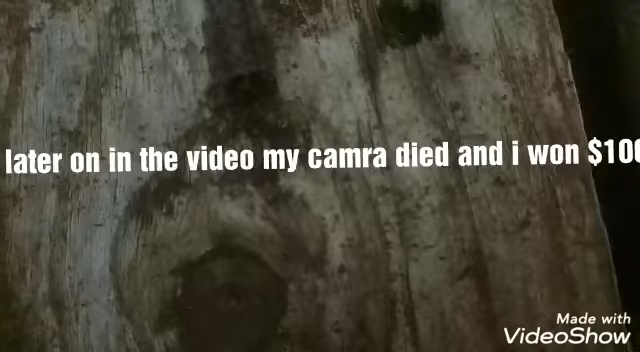 later on in the video my camra died and i won $100
Made with
VideoShow